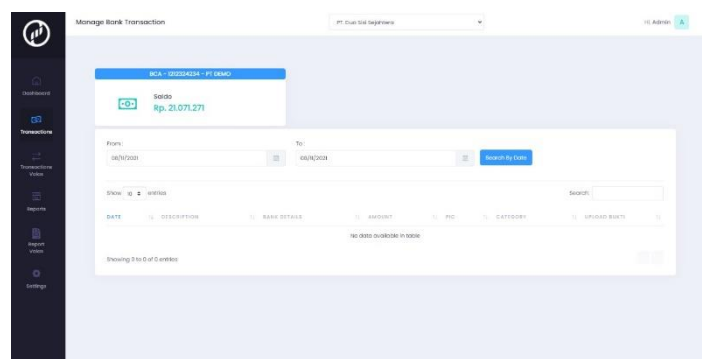 Manage Bank Transaction
PT. Dua Sisi Sejahtera
Hi, Admin
A
Dashboard
Transactions
Transactions
Valas
Reports
Report
Valas
Settings
BCA - 1212324234 - PT DEMO
Saldo
Rp. 21.071.271
From:
To:
08/11/2021
08/11/2021
Search By Date
Show 10 entries
Search:
DATE DESCRIPTION BANK DETAILS AMOUNT PIC CATEGORY UPLOAD BUKTI
No data available in table
Showing 0 to 0 of 0 entries